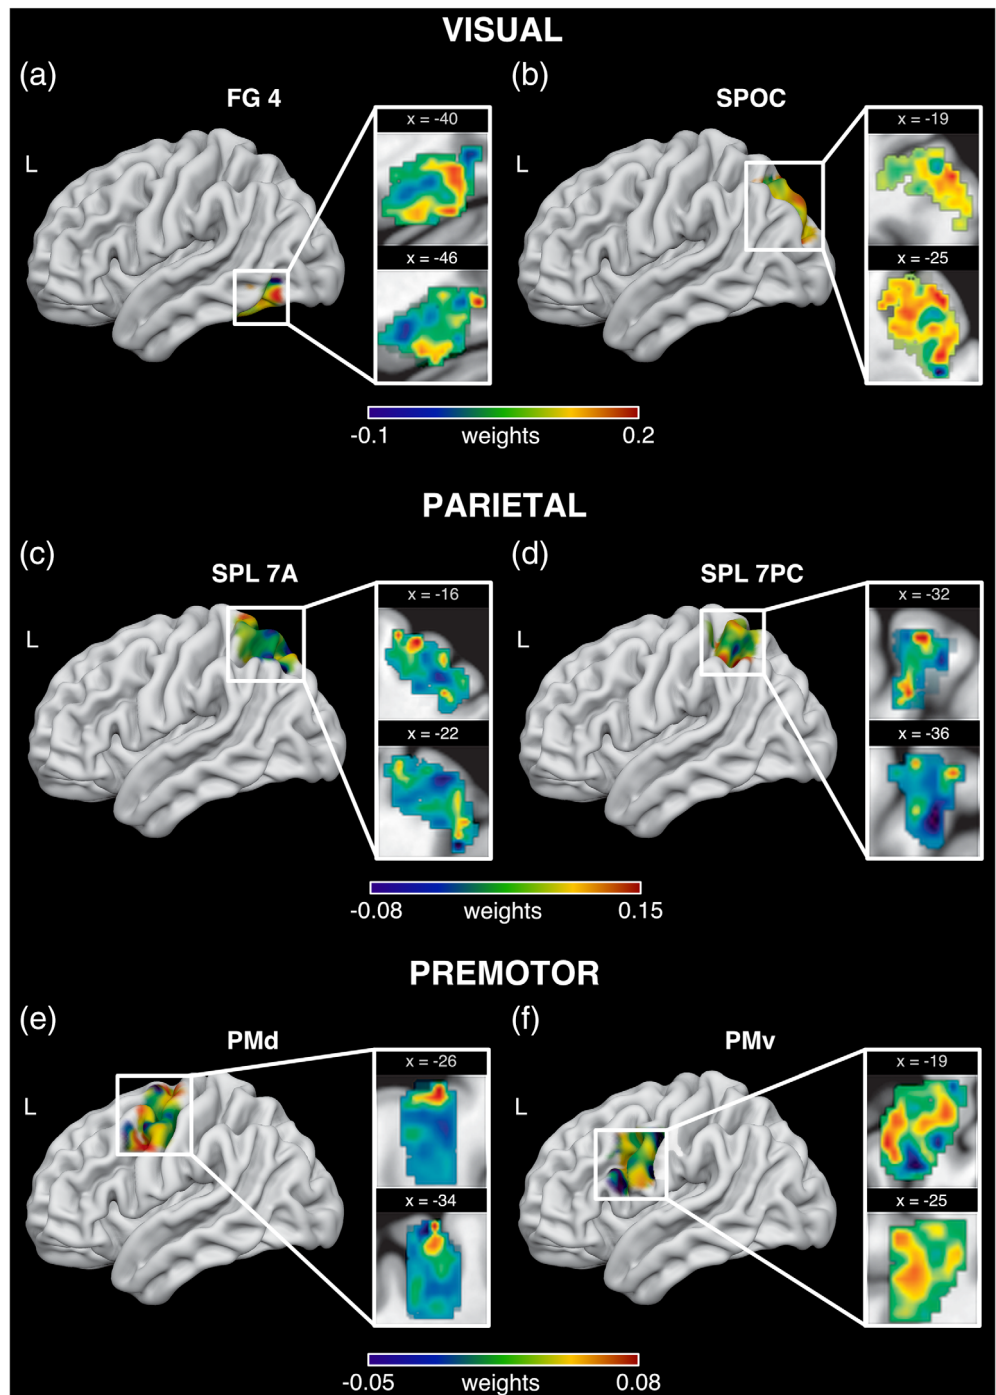 VISUAL
(a)
(b)
FG 4
SPOC
x = -40
x = -19
L
L
x = -46
x = -25
-0.1 weights 0.2
PARIETAL
(c)
(d)
SPL 7A
SPL 7PC
x = -16
x = -32
L
L
x = -22
x = -36
-0.08 weights 0.15
PREMOTOR
(e)
(f)
PMd
PMv
x = -26
x = -19
L
L
x = -34
x = -25
-0.05 weights 0.08